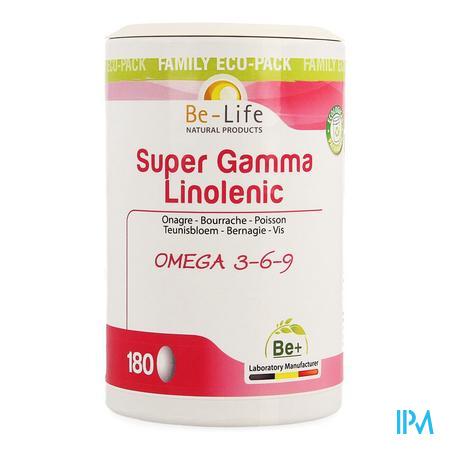 ECO-PACK FAMILY ECO-PACK FAMILY
Be-Life
NATURAL PRODUCTS
Super Gamma
Linolenic
Onagre - Bourrache - Poisson
Teunisbloem - Bernagie - Vis
OMEGA 3-6-9
180
Be+
Laboratory Manufacturer
IPM